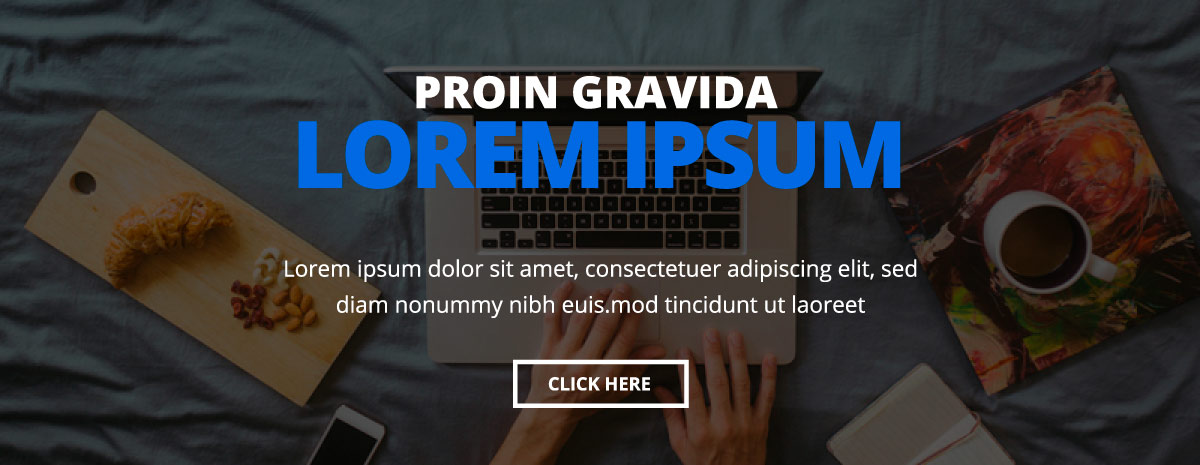 PROIN GRAVIDA
LOREM IPSUM
Lorem ipsum dolor sit amet, consectetuer adipiscing elit, sed
diam nonummy nibh euis.mod tincidunt ut laoreet
CLICK HERE